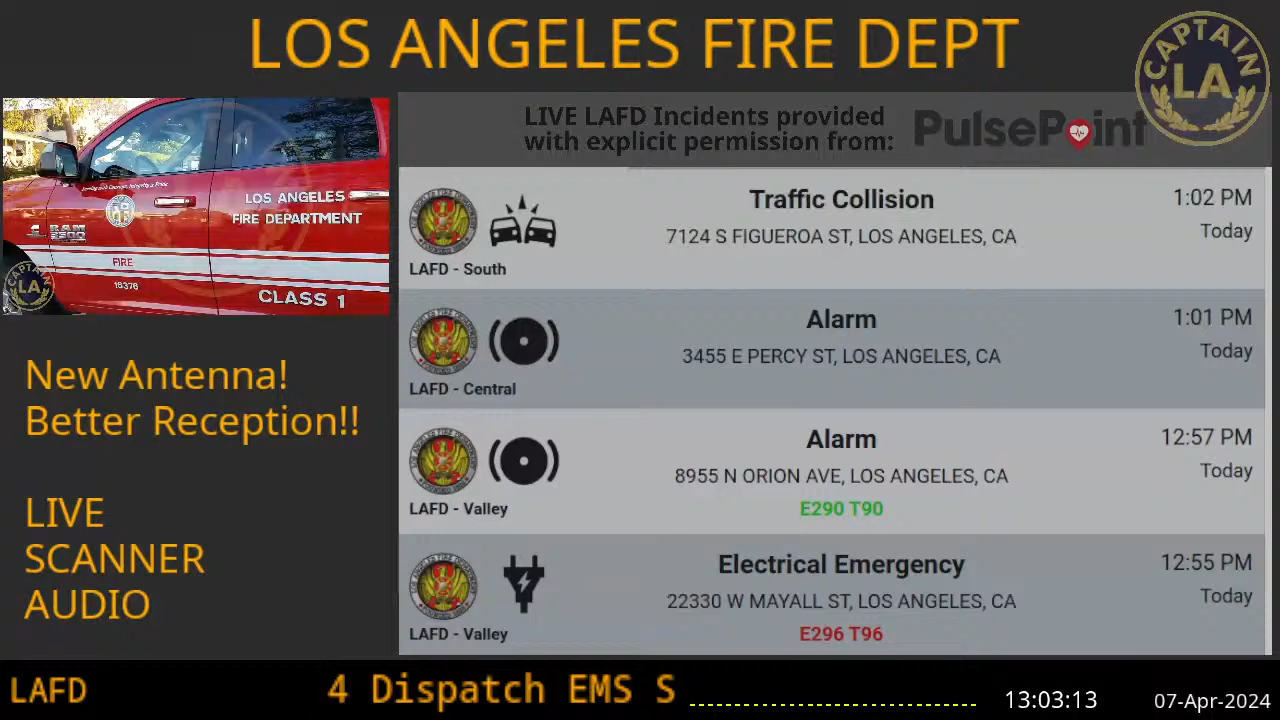 LOS ANGELES FIRE DEPT
CAPTAIN
LA
LIVE LAFD Incidents provided
with explicit permission from:
PulsePoint
LOS ANGELES
FIRE DEPARTMENT
RAM
FIRE
CLASS 1
CAPTAIN
LA
Traffic Collision
1:02 PM
7124 S FIGUEROA ST, LOS ANGELES, CA
Today
LAFD - South
Alarm
1:01 PM
3455 E PERCY ST, LOS ANGELES, CA
Today
LAFD - Central
Alarm
12:57 PM
8955 N ORION AVE, LOS ANGELES, CA
Today
LAFD - Valley
E290 T90
Electrical Emergency
12:55 PM
22330 W MAYALL ST, LOS ANGELES, CA
Today
LAFD - Valley
E296 T96
New Antenna!
Better Reception!!
LIVE
SCANNER
AUDIO
LAFD
4 Dispatch EMS S
13:03:13
07-Apr-2024